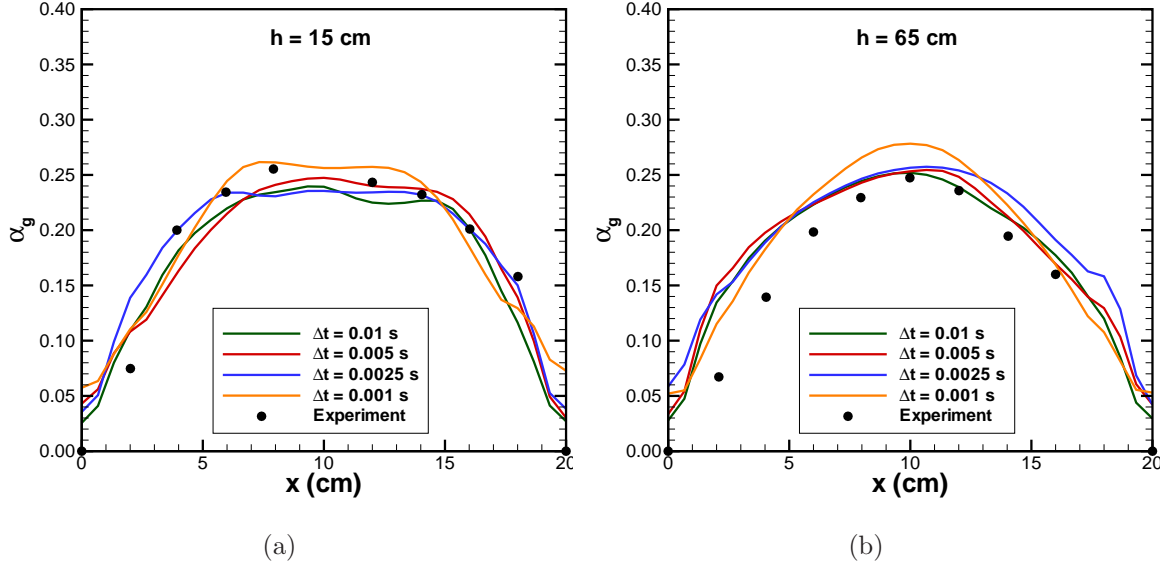 h = 15 cm
0.40
0.35
0.30
0.25
0.20
0.15
0.10
0.05
0.00
αg
Δt = 0.01 s
Δt = 0.005 s
Δt = 0.0025 s
Δt = 0.001 s
Experiment
0 5 10 15 20
x (cm)
(a)
h = 65 cm
0.40
0.35
0.30
0.25
0.20
0.15
0.10
0.05
0.00
αg
Δt = 0.01 s
Δt = 0.005 s
Δt = 0.0025 s
Δt = 0.001 s
Experiment
0 5 10 15 20
x (cm)
(b)